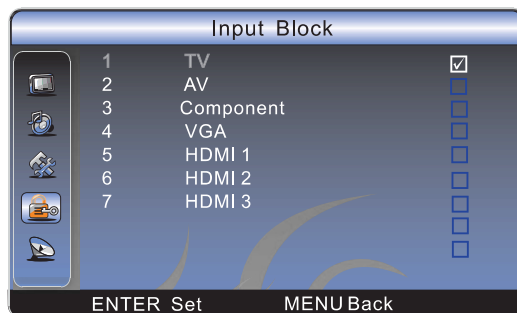 Input Block
1 TV
2 AV
3 Component
4 VGA
5 HDMI 1
6 HDMI 2
7 HDMI 3
ENTER Set MENU Back